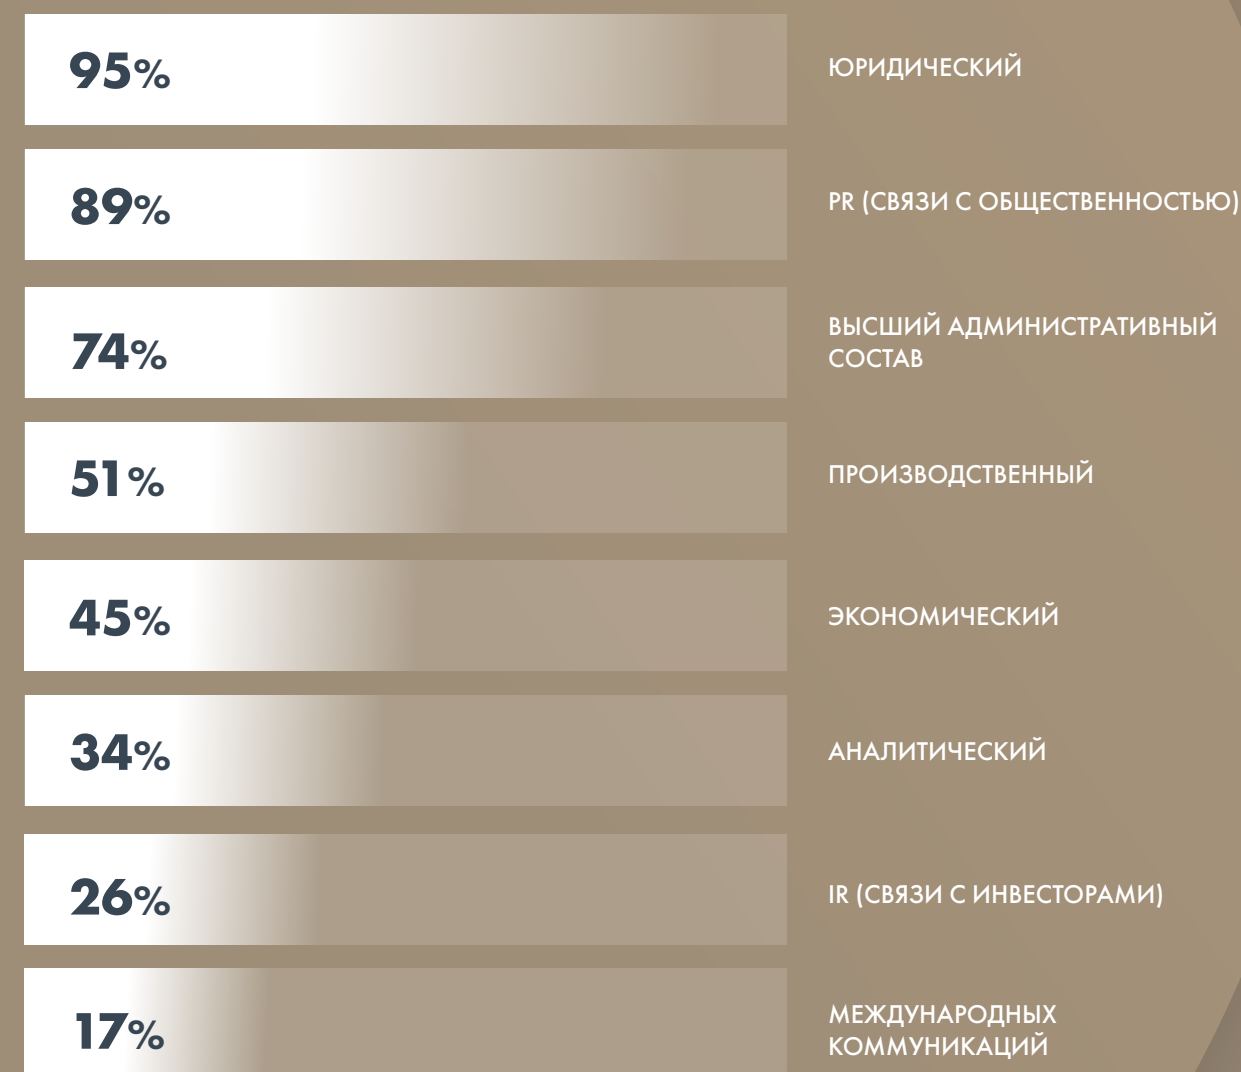 95%
ЮРИДИЧЕСКИЙ
89%
PR (СВЯЗИ С ОБЩЕСТВЕННОСТЬЮ)
74%
ВЫСШИЙ АДМИНИСТРАТИВНЫЙ
СОСТАВ
51%
ПРОИЗВОДСТВЕННЫЙ
45%
ЭКОНОМИЧЕСКИЙ
34%
АНАЛИТИЧЕСКИЙ
26%
IR (СВЯЗИ С ИНВЕСТОРАМИ)
17%
МЕЖДУНАРОДНЫХ
КОММУНИКАЦИЙ